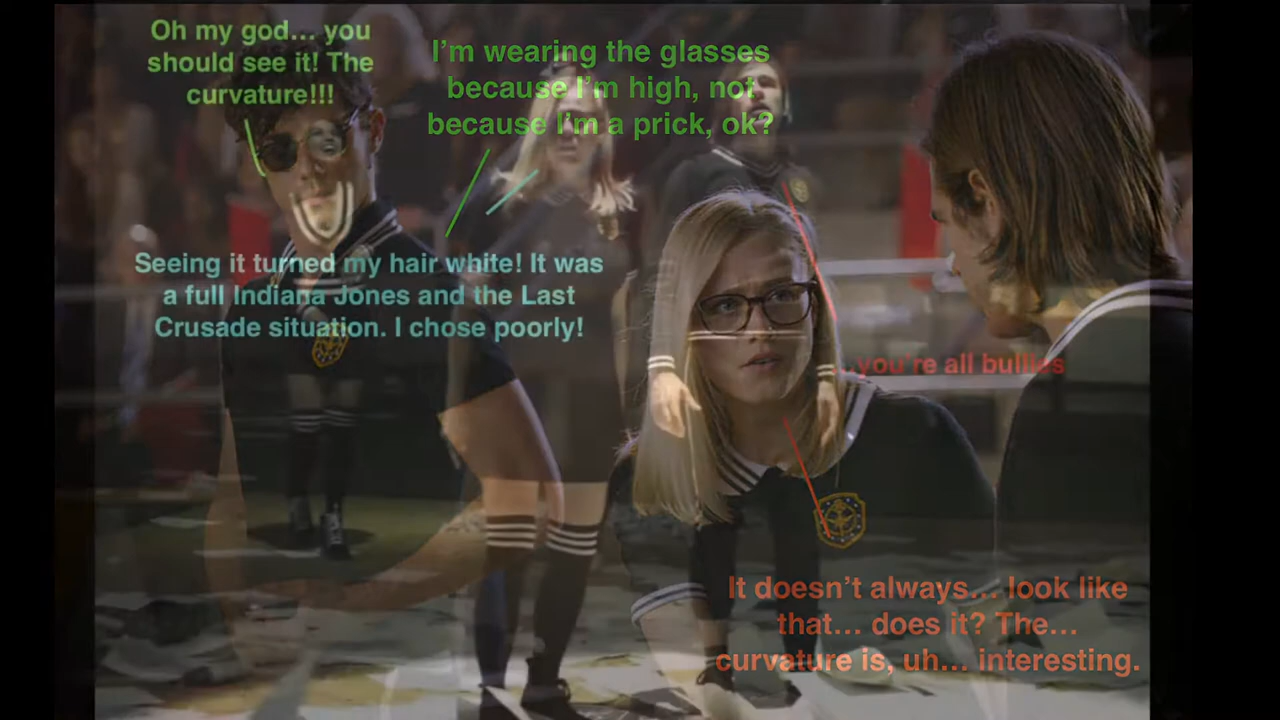 Oh my god... you
should see it! The
curvature!!!
I'm wearing the glasses
because I'm high, not
because I'm a prick, ok?
Seeing it turned my hair white! It was
a full Indiana Jones and the Last
Crusade situation. I chose poorly!
...you're all bullies
It doesn't always... look like
that... does it? The...
curvature is, uh... interesting.